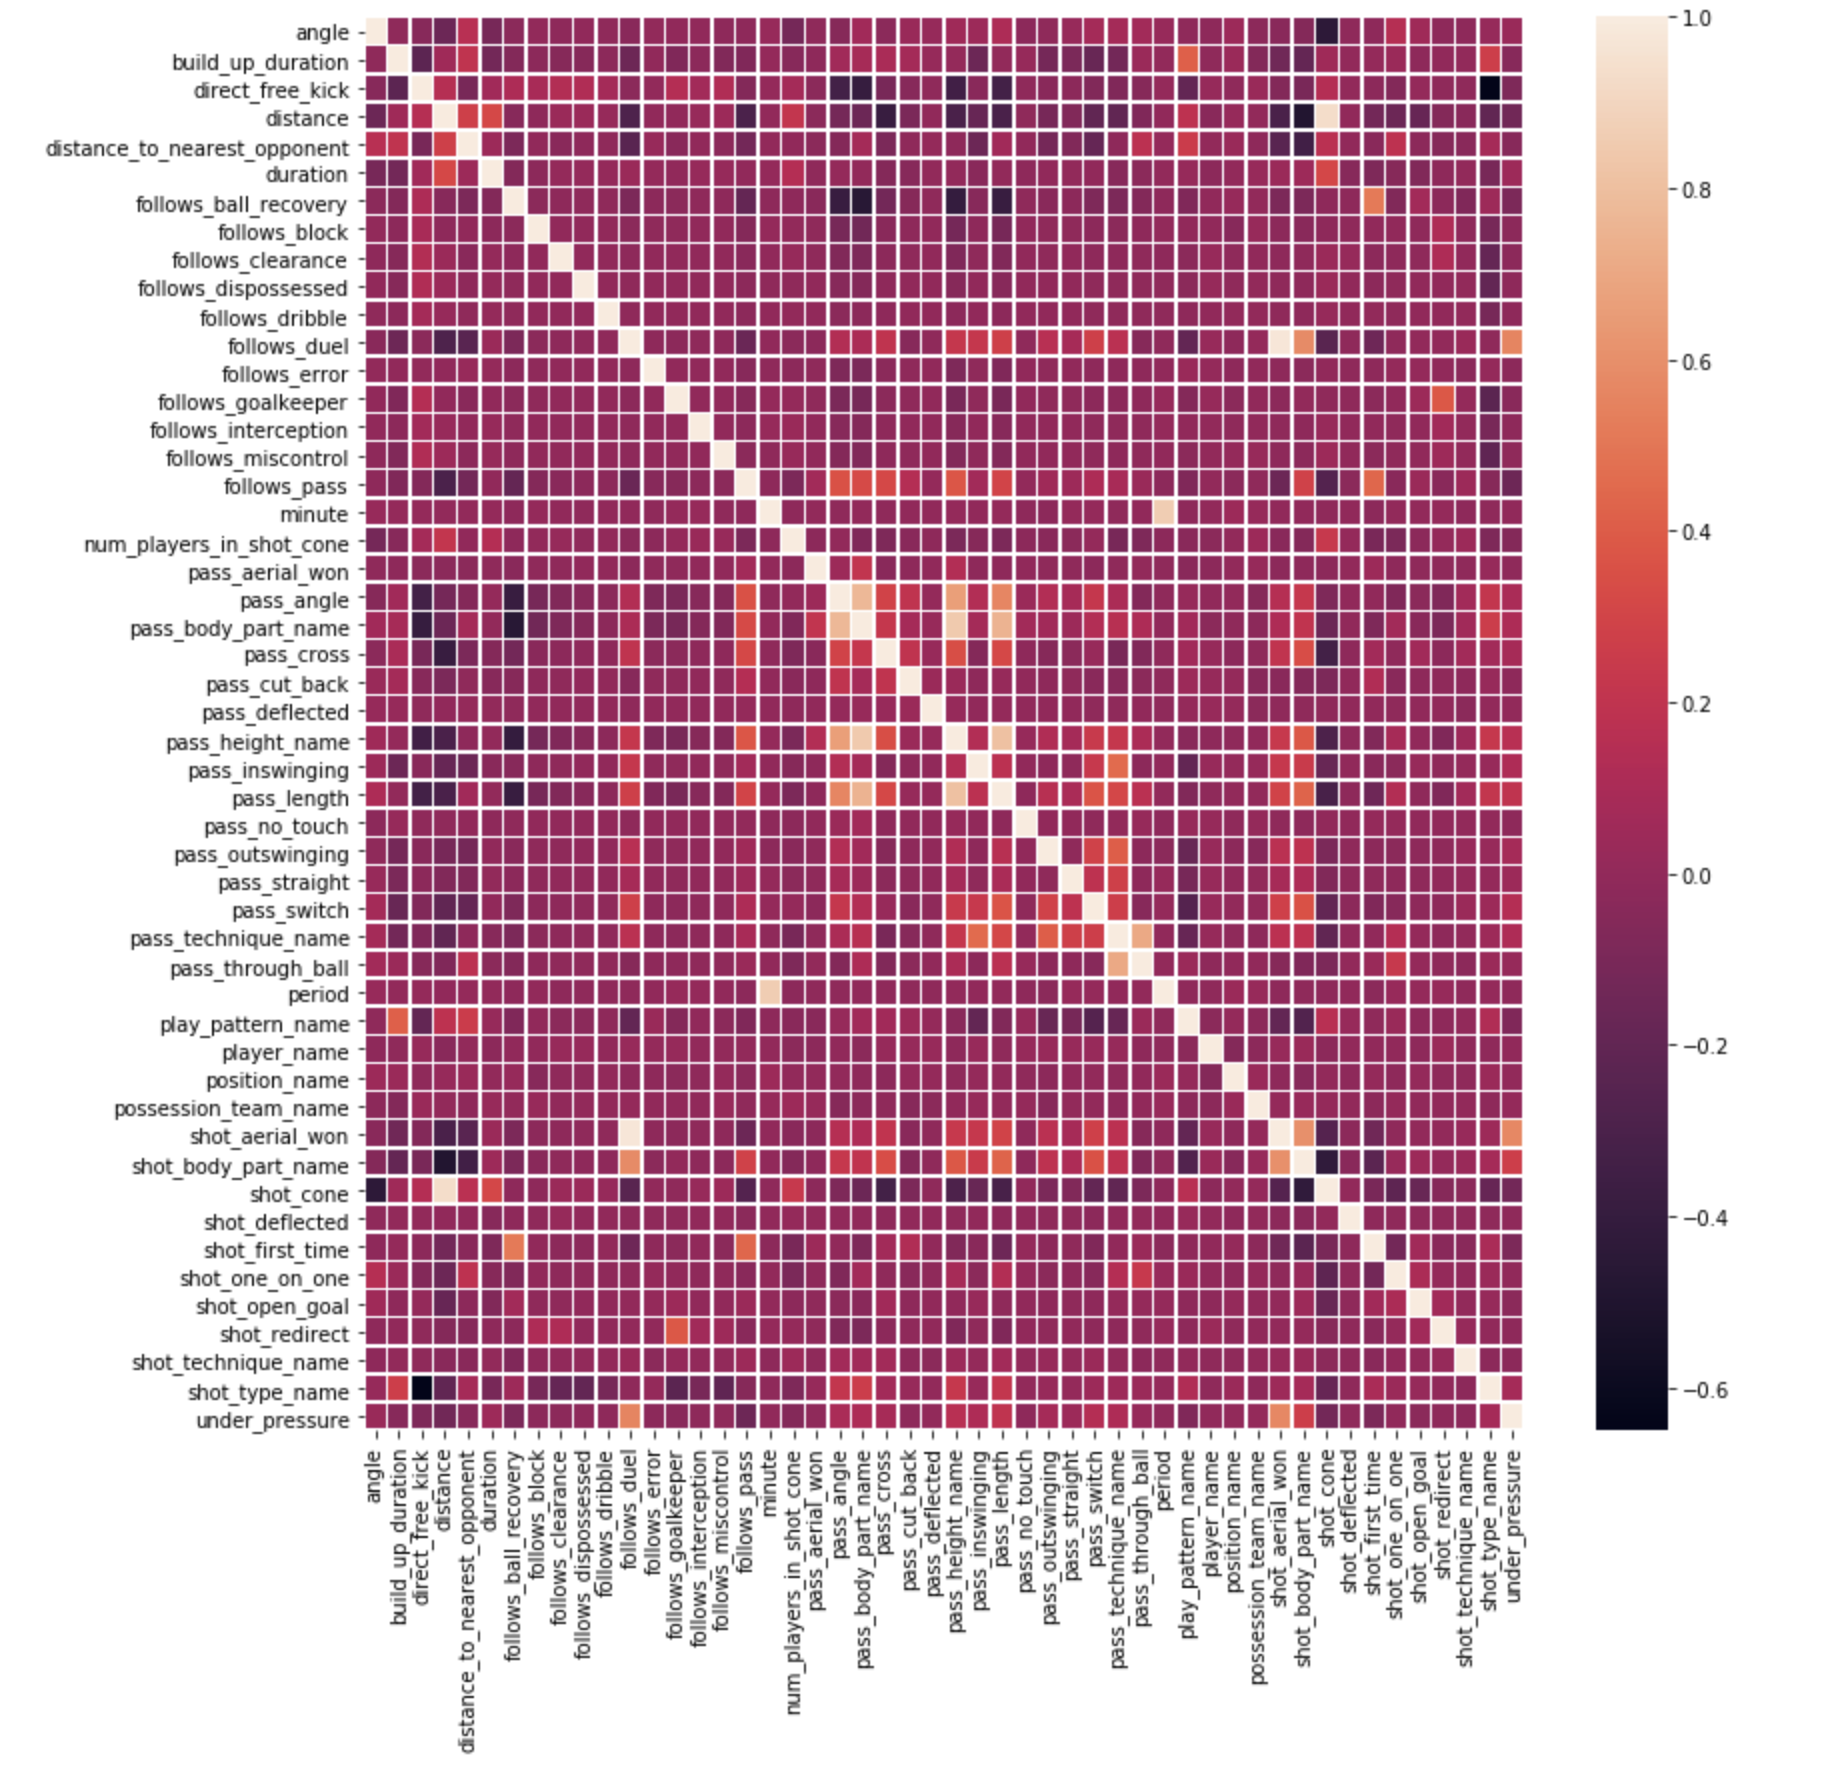 angle
build_up_duration
direct_free_kick
distance
distance_to_nearest_opponent
duration
follows_ball_recovery
follows_block
follows_clearance
follows_dispossessed
follows_dribble
follows_duel
follows_error
follows_goalkeeper
follows_interception
follows_miscontrol
follows_pass
minute
num_players_in_shot_cone
pass_aerial_won
pass_angle
pass_body_part_name
pass_cross
pass_cut_back
pass_deflected
pass_height_name
pass_inswinging
pass_length
pass_no_touch
pass_outswinging
pass_straight
pass_switch
pass_technique_name
pass_through_ball
period
play_pattern_name
player_name
position_name
possession_team_name
shot_aerial_won
shot_body_part_name
shot_cone
shot_deflected
shot_first_time
shot_one_on_one
shot_open_goal
shot_redirect
shot_technique_name
shot_type_name
under_pressure
angle
build_up_duration
direct_free_kick
distance
distance_to_nearest_opponent
duration
follows_ball_recovery
follows_block
follows_clearance
follows_dispossessed
follows_dribble
follows_duel
follows_error
follows_goalkeeper
follows_interception
follows_miscontrol
follows_pass
minute
num_players_in_shot_cone
pass_aerial_won
pass_angle
pass_body_part_name
pass_cross
pass_cut_back
pass_deflected
pass_height_name
pass_inswinging
pass_length
pass_no_touch
pass_outswinging
pass_straight
pass_switch
pass_technique_name
pass_through_ball
period
play_pattern_name
player_name
position_name
possession_team_name
shot_aerial_won
shot_body_part_name
shot_cone
shot_deflected
shot_first_time
shot_one_on_one
shot_open_goal
shot_redirect
shot_technique_name
shot_type_name
under_pressure
1.0
0.8
0.6
0.4
0.2
0.0
−0.2
−0.4
−0.6